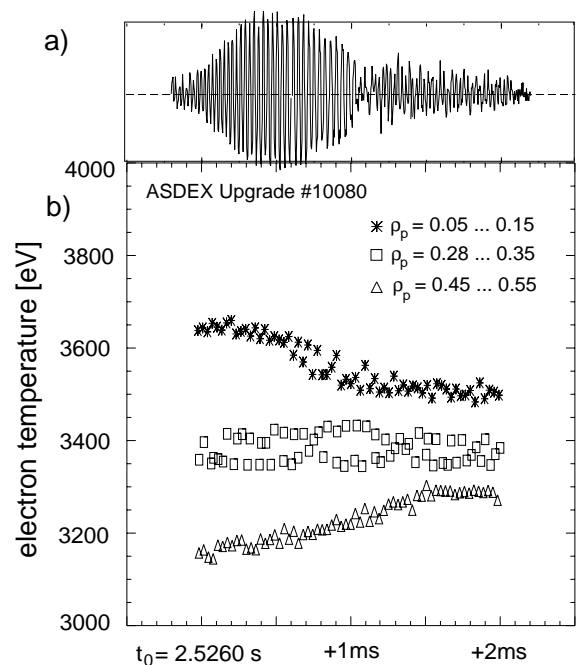 a)
4000
b)
ASDEX Upgrade #10080
ρp = 0.05 ... 0.15
ρp = 0.28 ... 0.35
ρp = 0.45 ... 0.55
3800
3600
3400
3200
3000
electron temperature [eV]
t0 = 2.5260 s
+1ms
+2ms